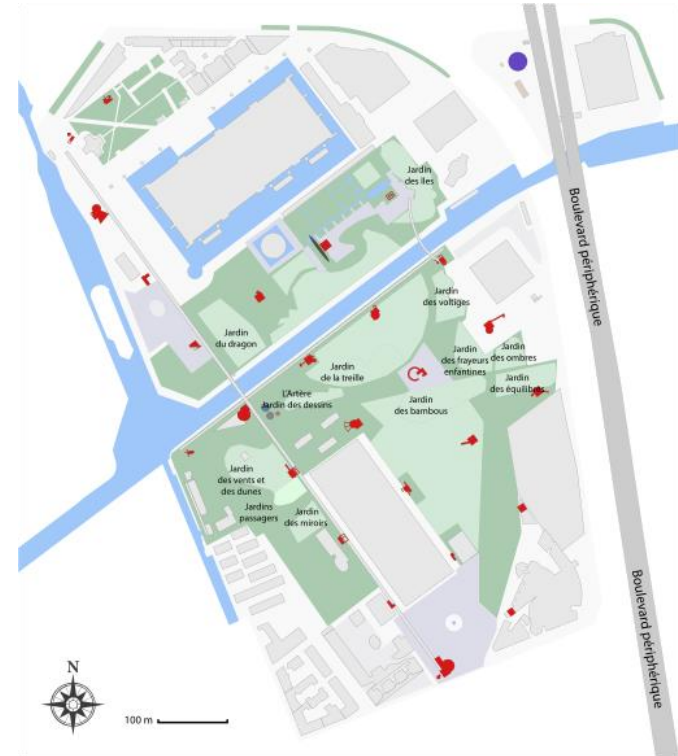 Jardin
des îles
Boulevard périphérique
Jardin
des voltiges
Jardin
du dragon
Jardin
des ombres
Jardin
des frayeurs
enfantines
Jardin
de la treille
Jardin
des équilibres
L'Artère
Jardin des dessins
Jardin
des bambous
Jardin
des vents et
des dunes
Jardins
passagers
Jardin
des miroirs
Boulevard périphérique
N
100 m